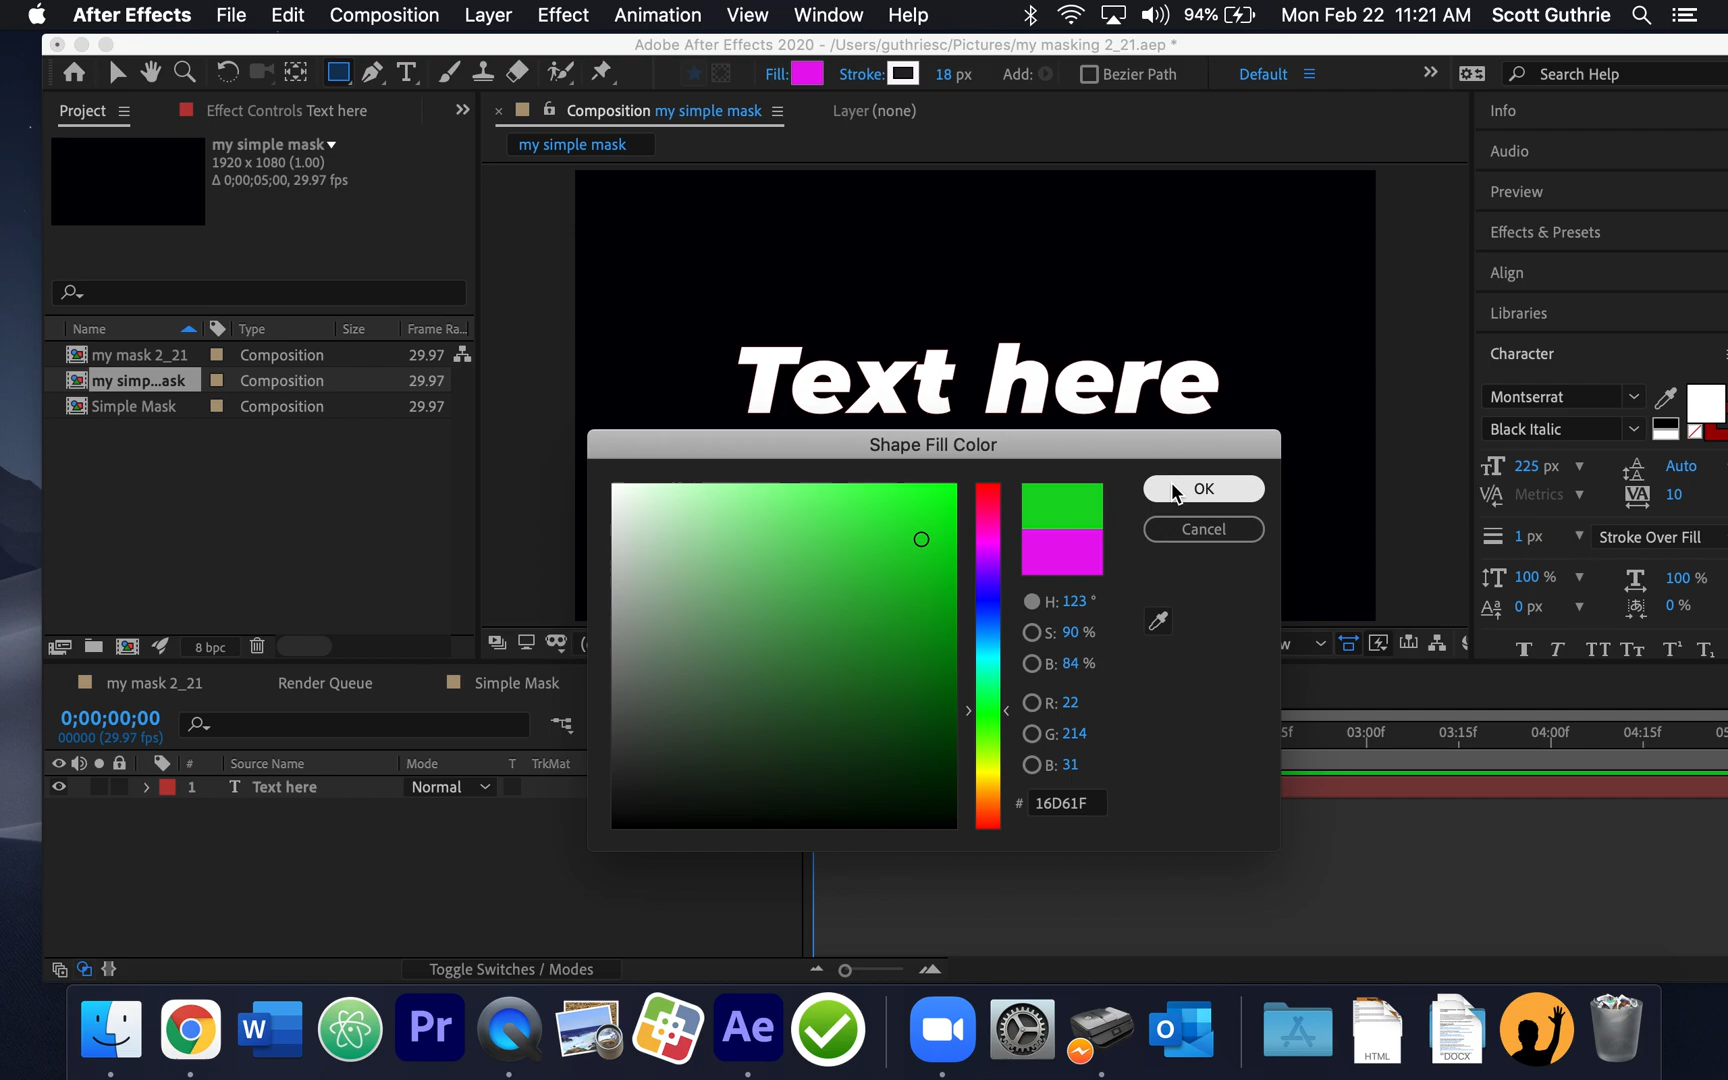 After Effects File Edit Composition Layer Effect Animation View Window Help 94% Mon Feb 22 11:21 AM Scott Guthrie
Adobe After Effects 2020 - /Users/guthriesc/Pictures/my masking 2_21.aep *
Fill: Stroke: 18 px Add: Bezier Path Default Search Help
Project Effect Controls Text here Composition my simple mask Layer (none) Info
my simple mask
1920 x 1080 (1.00)
Δ 0;00;05;00, 29.97 fps
my simple mask
Audio
Preview
Effects & Presets
Align
Libraries
Character
Name Type Size Frame Ra...
my mask 2_21 Composition 29.97
my simp...ask Composition 29.97
Simple Mask Composition 29.97
Text here
Montserrat
Black Italic
225 px Auto
Metrics 10
1 px Stroke Over Fill
100 % 100 %
0 px 0 %
T T TT Tt T¹ T₁
Shape Fill Color
OK
Cancel
H: 123 °
S: 90 %
B: 84 %
R: 22
G: 214
B: 31
# 16D61F
8 bpc
my mask 2_21 Render Queue Simple Mask
0;00;00;00
00000 (29.97 fps)
03:00f 03:15f 04:00f 04:15f
# Source Name Mode T TrkMat
1 T Text here Normal
Toggle Switches / Modes
W Pr Ae O HTML "DOCX"